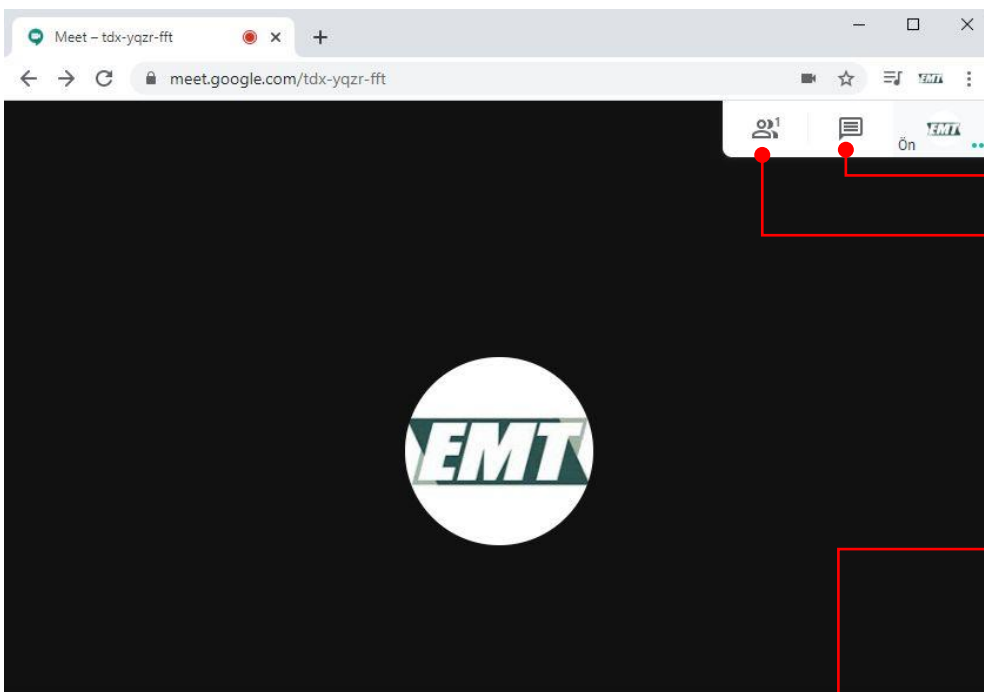 Meet – tdx-yqzr-fft
meet.google.com/tdx-yqzr-fft
EMT
1
Ön
EMT
EMT